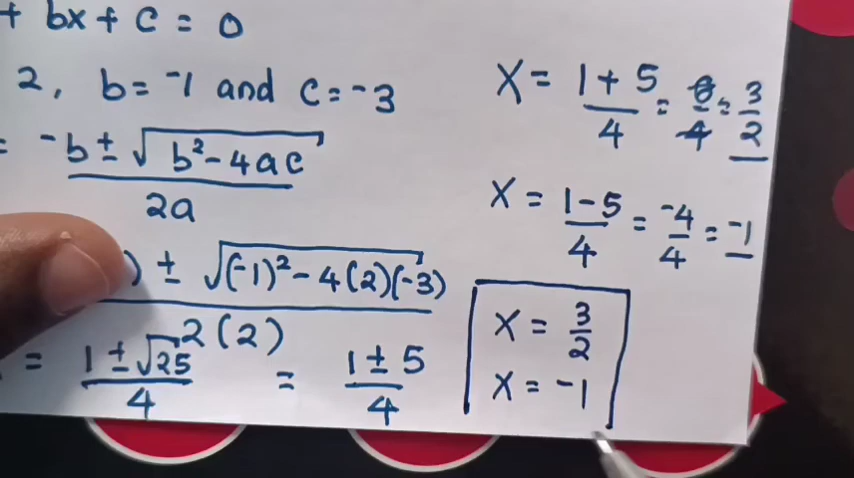 + bx + c = 0
2, b = -1 and c = -3
= -b ± √(b² - 4ac)
2a
) ± √((-1)² - 4(2)(-3))
2(2)
= (1 ± √25)/4 = (1 ± 5)/4
X = (1 + 5)/4 = 6/4 = 3/2
X = (1 - 5)/4 = -4/4 = -1
X = 3/2
X = -1